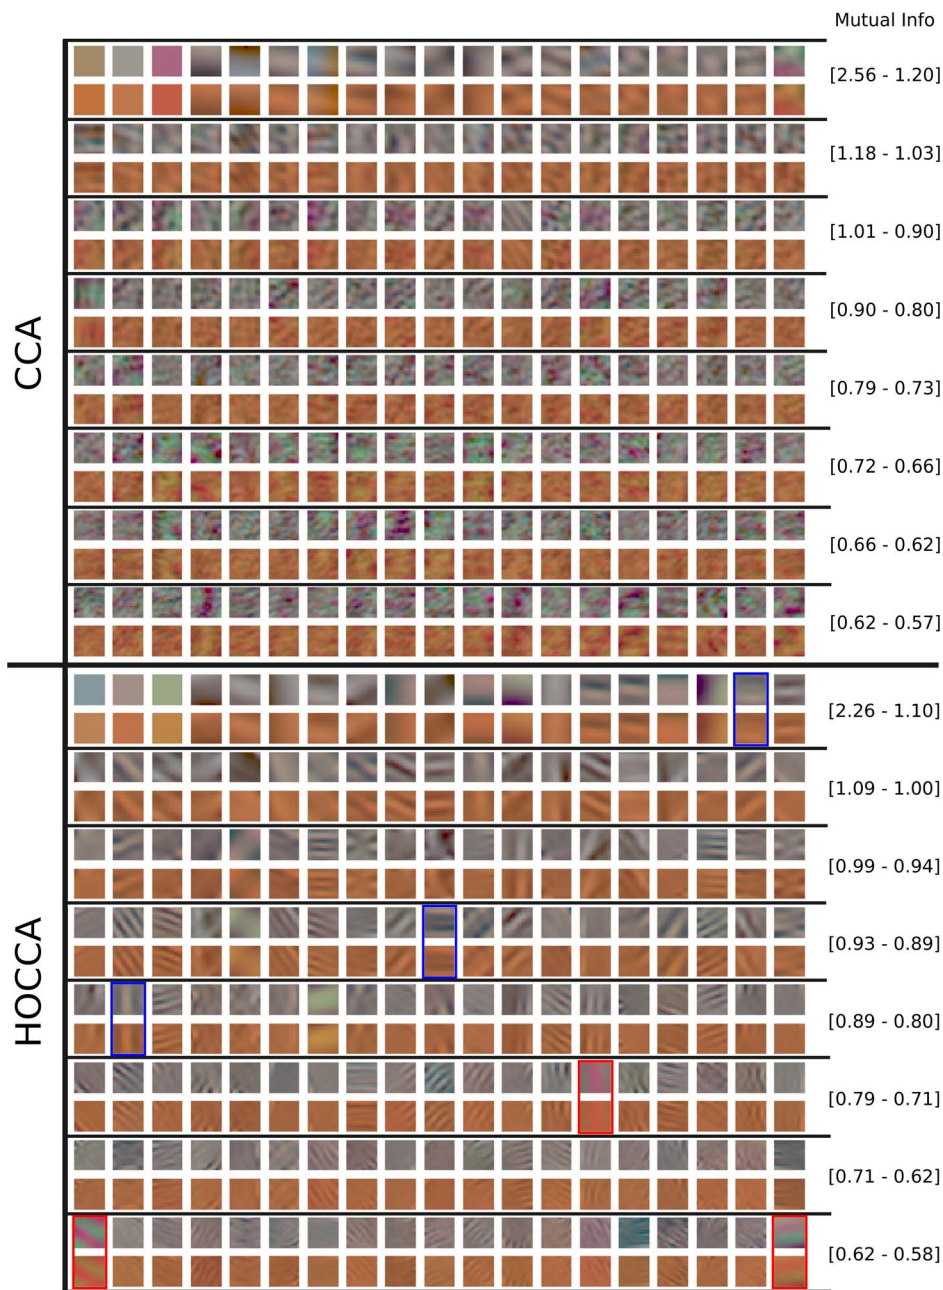 Mutual Info
CCA
[2.56 - 1.20]
[1.18 - 1.03]
[1.01 - 0.90]
[0.90 - 0.80]
[0.79 - 0.73]
[0.72 - 0.66]
[0.66 - 0.62]
[0.62 - 0.57]
HOCCA
[2.26 - 1.10]
[1.09 - 1.00]
[0.99 - 0.94]
[0.93 - 0.89]
[0.89 - 0.80]
[0.79 - 0.71]
[0.71 - 0.62]
[0.62 - 0.58]